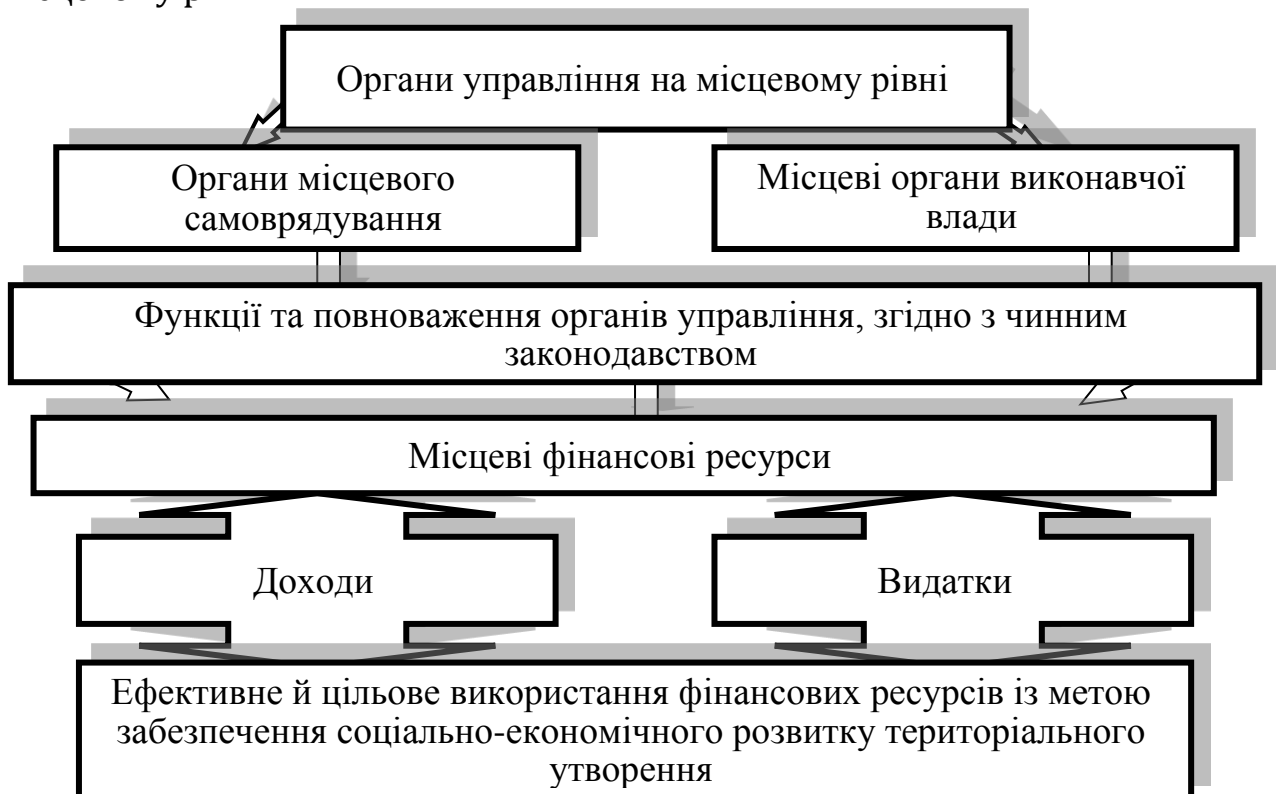 Органи управління на місцевому рівні
Органи місцевого
самоврядування
Місцеві органи виконавчої
влади
Функції та повноваження органів управління, згідно з чинним
законодавством
Місцеві фінансові ресурси
Доходи
Видатки
Ефективне й цільове використання фінансових ресурсів із метою
забезпечення соціально-економічного розвитку територіального
утворення